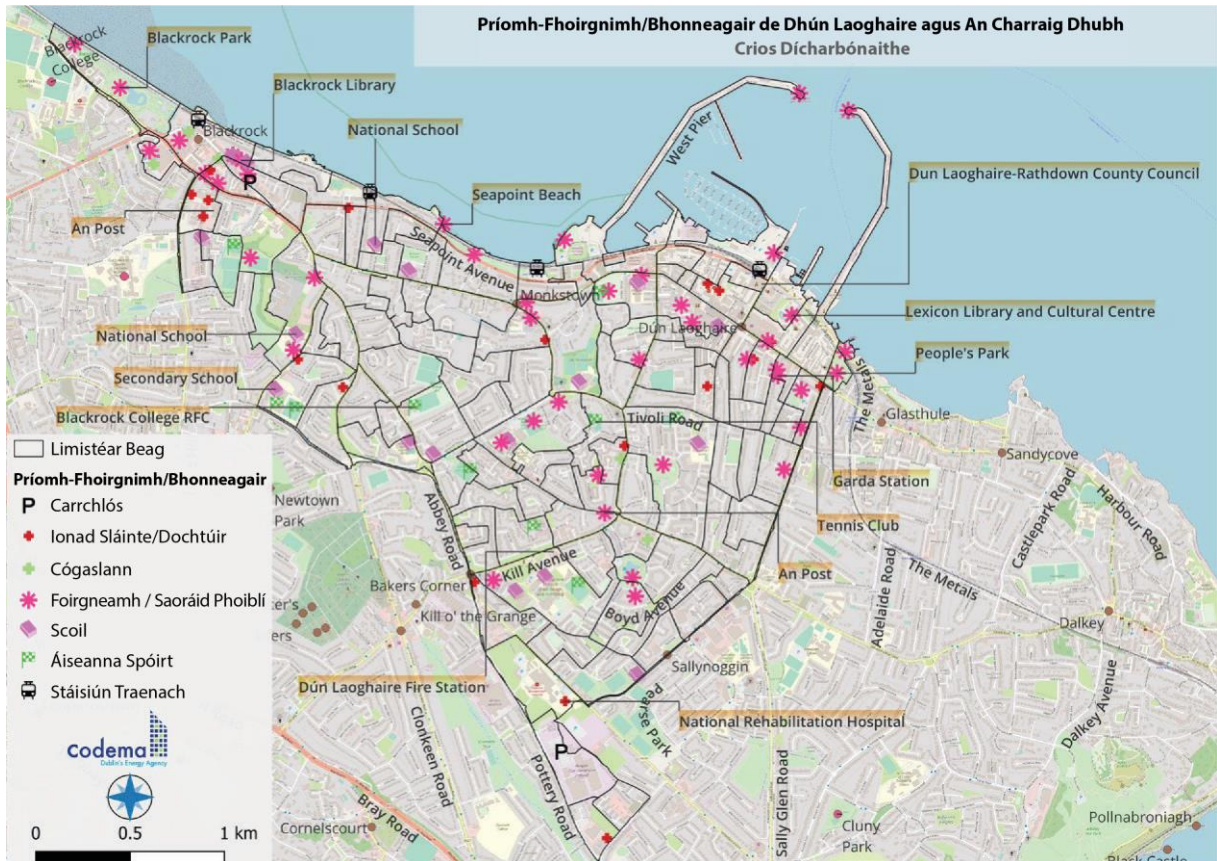 Príomh-Fhoirgnimh/Bhonneagair de Dhún Laoghaire agus An Charraig Dhubh
Crios Dícharbónaithe
Blackrock College
Blackrock Park
Blackrock Library
Blackrock
National School
West Pier
Seapoint Beach
Dun Laoghaire-Rathdown County Council
An Post
Seapoint Avenue
Monkstown
Lexicon Library and Cultural Centre
Dún Laoghaire
National School
People's Park
The Metals
Secondary School
Blackrock College RFC
Tivoli Road
Glasthule
Sandycove
Garda Station
Harbour Road
Castlepark Road
Tennis Club
Newtown Park
Abbey Road
Kill Avenue
An Post
Adelaide Road
The Metals
Bakers Corner
Kill o' the Grange
Boyd Avenue
Dalkey
Sallynoggin
Dún Laoghaire Fire Station
Pearse Park
National Rehabilitation Hospital
Clonkeen Road
Dalkey Avenue
Pottery Road
Sally Glen Road
Bray Road
Cornelscourt
Cluny Park
Pollnabroniagh
Black Castle
P
P
Limistéar Beag
Príomh-Fhoirgnimh/Bhonneagair
P Carrchlós
Ionad Sláinte/Dochtúir
Cógaslann
Foirgneamh / Saoráid Phoiblí
Scoil
Áiseanna Spóirt
Stáisiún Traenach
codema
Dublin's Energy Agency
0 0.5 1 km